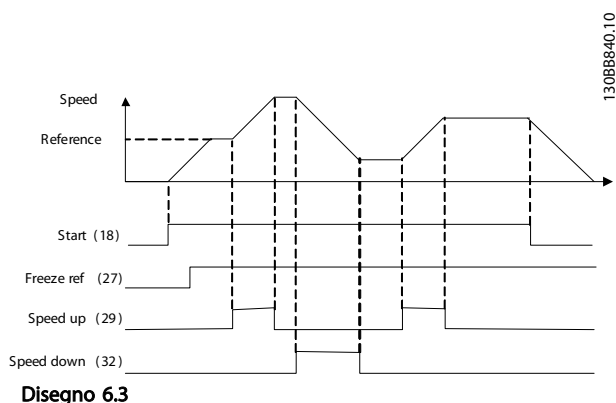 130BB840.10
Speed
Reference
Start (18)
Freeze ref (27)
Speed up (29)
Speed down (32)
Disegno 6.3